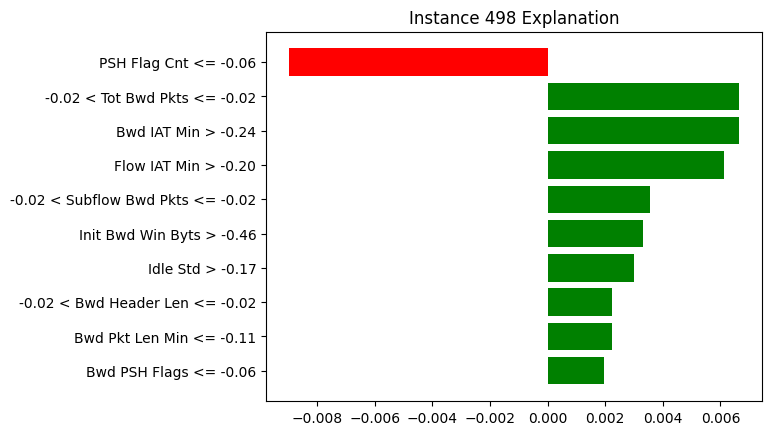 Instance 498 Explanation
PSH Flag Cnt <= -0.06
-0.02 < Tot Bwd Pkts <= -0.02
Bwd IAT Min > -0.24
Flow IAT Min > -0.20
-0.02 < Subflow Bwd Pkts <= -0.02
Init Bwd Win Byts > -0.46
Idle Std > -0.17
-0.02 < Bwd Header Len <= -0.02
Bwd Pkt Len Min <= -0.11
Bwd PSH Flags <= -0.06
−0.008 −0.006 −0.004 −0.002 0.000 0.002 0.004 0.006